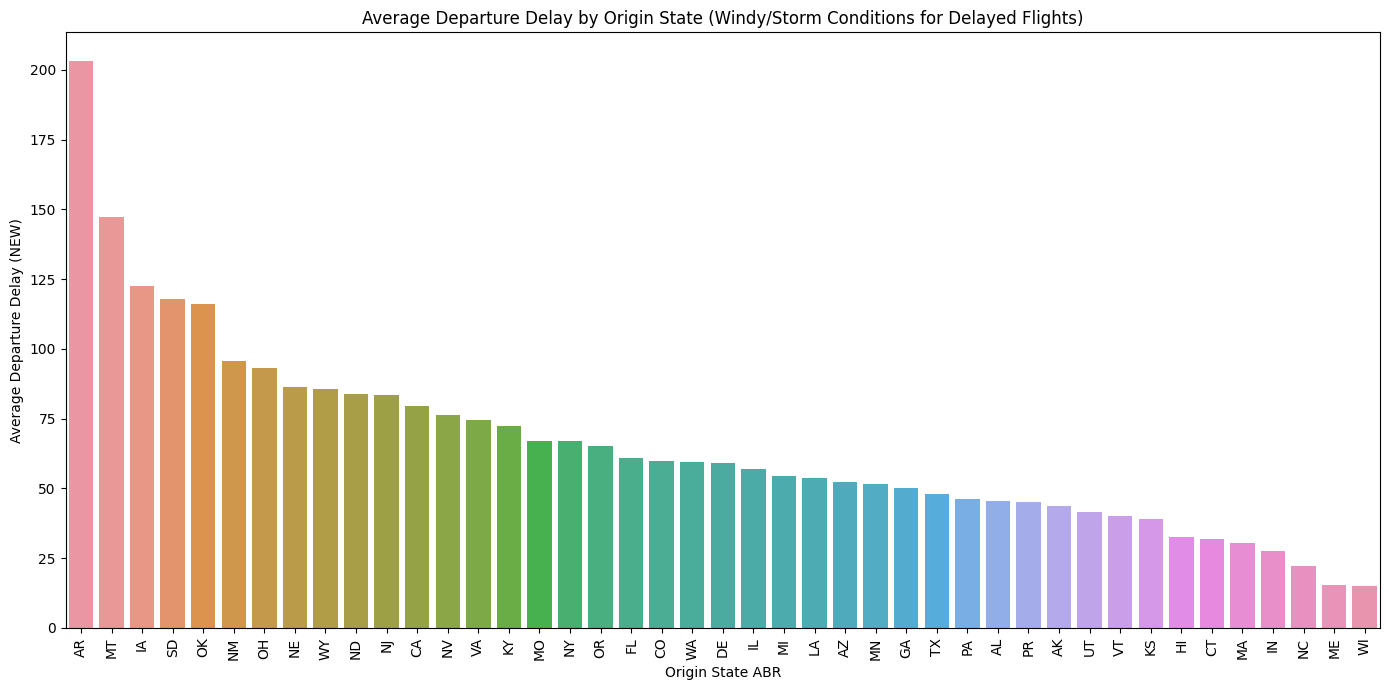 Average Departure Delay by Origin State (Windy/Storm Conditions for Delayed Flights)
Average Departure Delay (NEW)
200
175
150
125
100
75
50
25
0
AR MT IA SD OK NM OH NE WY ND NJ CA NV VA KY MO NY OR FL CO WA DE IL MI LA AZ MN GA TX PA AL PR AK UT VT KS HI CT MA IN NC ME WI
Origin State ABR